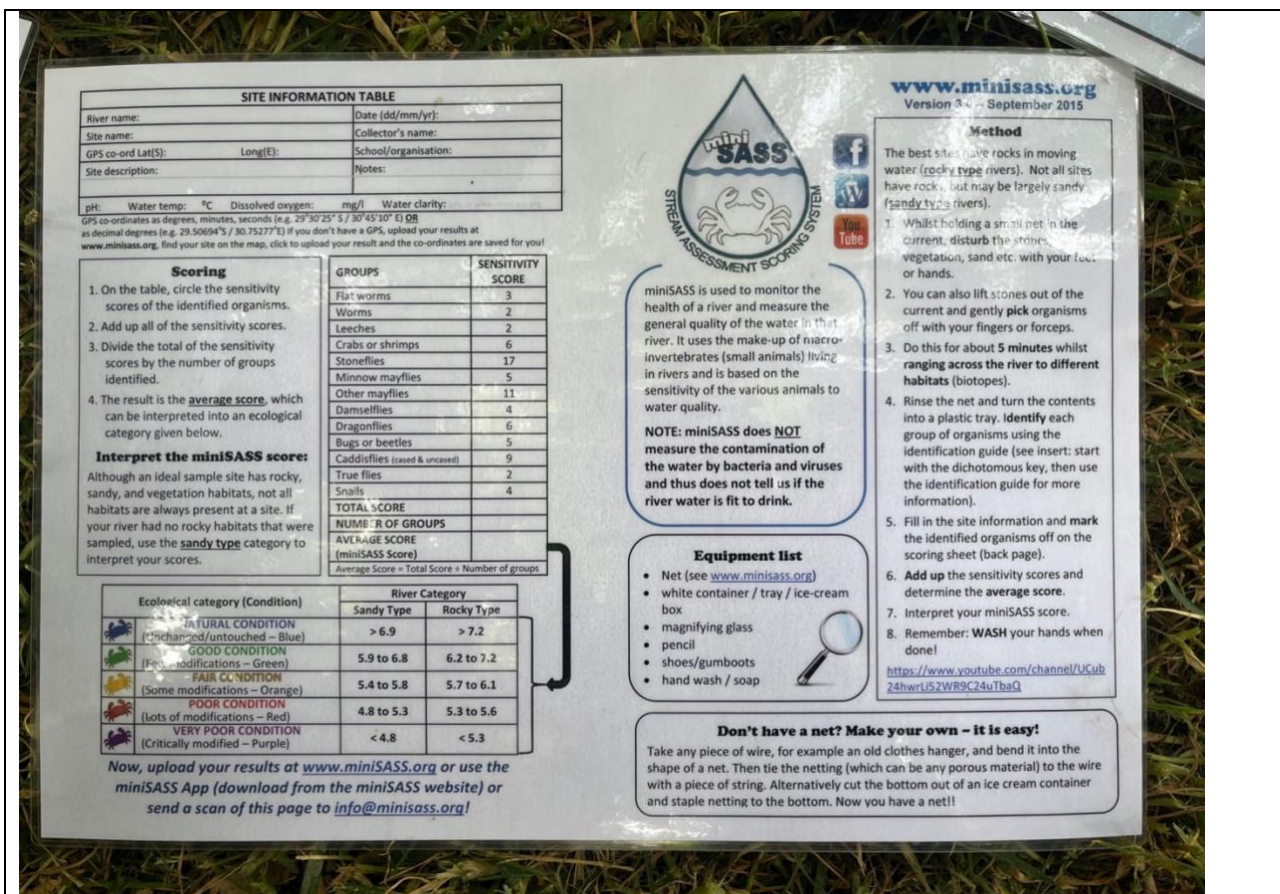 SITE INFORMATION TABLE
River name: Date (dd/mm/yr):
Site name: Collector's name:
GPS co-ord Lat(S): Long(E): School/organisation:
Site description: Notes:
pH: Water temp: °C Dissolved oxygen: mg/l Water clarity:
GPS co-ordinates as degrees, minutes, seconds (e.g. 29°30'25" S / 30°45'10" E) OR
as decimal degrees (e.g. 29.50694°S / 30.75277°E) If you don't have a GPS, upload your results at
www.minisass.org, find your site on the map, click to upload your result and the co-ordinates are saved for you!
Scoring
1. On the table, circle the sensitivity
scores of the identified organisms.
2. Add up all of the sensitivity scores.
3. Divide the total of the sensitivity
scores by the number of groups
identified.
4. The result is the average score, which
can be interpreted into an ecological
category given below.
Interpret the miniSASS score:
Although an ideal sample site has rocky,
sandy, and vegetation habitats, not all
habitats are always present at a site. If
your river had no rocky habitats that were
sampled, use the sandy type category to
interpret your scores.
GROUPS SENSITIVITY
SCORE
Flat worms 3
Worms 2
Leeches 2
Crabs or shrimps 6
Stoneflies 17
Minnow mayflies 5
Other mayflies 11
Damselflies 4
Dragonflies 6
Bugs or beetles 5
Caddisflies (cased & uncased) 9
True flies 2
Snails 4
TOTAL SCORE
NUMBER OF GROUPS
AVERAGE SCORE
(miniSASS Score)
Average Score = Total Score ÷ Number of groups
Ecological category (Condition) River Category
Sandy Type Rocky Type
NATURAL CONDITION
(Unchanged/untouched – Blue) > 6.9 > 7.2
GOOD CONDITION
(Few modifications – Green) 5.9 to 6.8 6.2 to 7.2
FAIR CONDITION
(Some modifications – Orange) 5.4 to 5.8 5.7 to 6.1
POOR CONDITION
(Lots of modifications – Red) 4.8 to 5.3 5.3 to 5.6
VERY POOR CONDITION
(Critically modified – Purple) < 4.8 < 5.3
Now, upload your results at www.miniSASS.org or use the
miniSASS App (download from the miniSASS website) or
send a scan of this page to info@minisass.org!
mini
SASS
STREAM ASSESSMENT SCORING SYSTEM
f
W
You
Tube
miniSASS is used to monitor the
health of a river and measure the
general quality of the water in that
river. It uses the make-up of macro-
invertebrates (small animals) living
in rivers and is based on the
sensitivity of the various animals to
water quality.
NOTE: miniSASS does NOT
measure the contamination of
the water by bacteria and viruses
and thus does not tell us if the
river water is fit to drink.
Equipment list
• Net (see www.minisass.org)
• white container / tray / ice-cream
box
• magnifying glass
• pencil
• shoes/gumboots
• hand wash / soap
www.minisass.org
Version – September 2015
Method
The best sites have rocks in moving
water (rocky type rivers). Not all sites
have rocks, but may be largely sandy
(sandy type rivers).
1. Whilst holding a small net in the
current, disturb the stones,
vegetation, sand etc. with your feet
or hands.
2. You can also lift stones out of the
current and gently pick organisms
off with your fingers or forceps.
3. Do this for about 5 minutes whilst
ranging across the river to different
habitats (biotopes).
4. Rinse the net and turn the contents
into a plastic tray. Identify each
group of organisms using the
identification guide (see insert: start
with the dichotomous key, then use
the identification guide for more
information).
5. Fill in the site information and mark
the identified organisms off on the
scoring sheet (back page).
6. Add up the sensitivity scores and
determine the average score.
7. Interpret your miniSASS score.
8. Remember: WASH your hands when
done!
https://www.youtube.com/channel/UCub
24hwrLi52WR9C24uTbaQ
Don't have a net? Make your own – it is easy!
Take any piece of wire, for example an old clothes hanger, and bend it into the
shape of a net. Then tie the netting (which can be any porous material) to the wire
with a piece of string. Alternatively cut the bottom out of an ice cream container
and staple netting to the bottom. Now you have a net!!